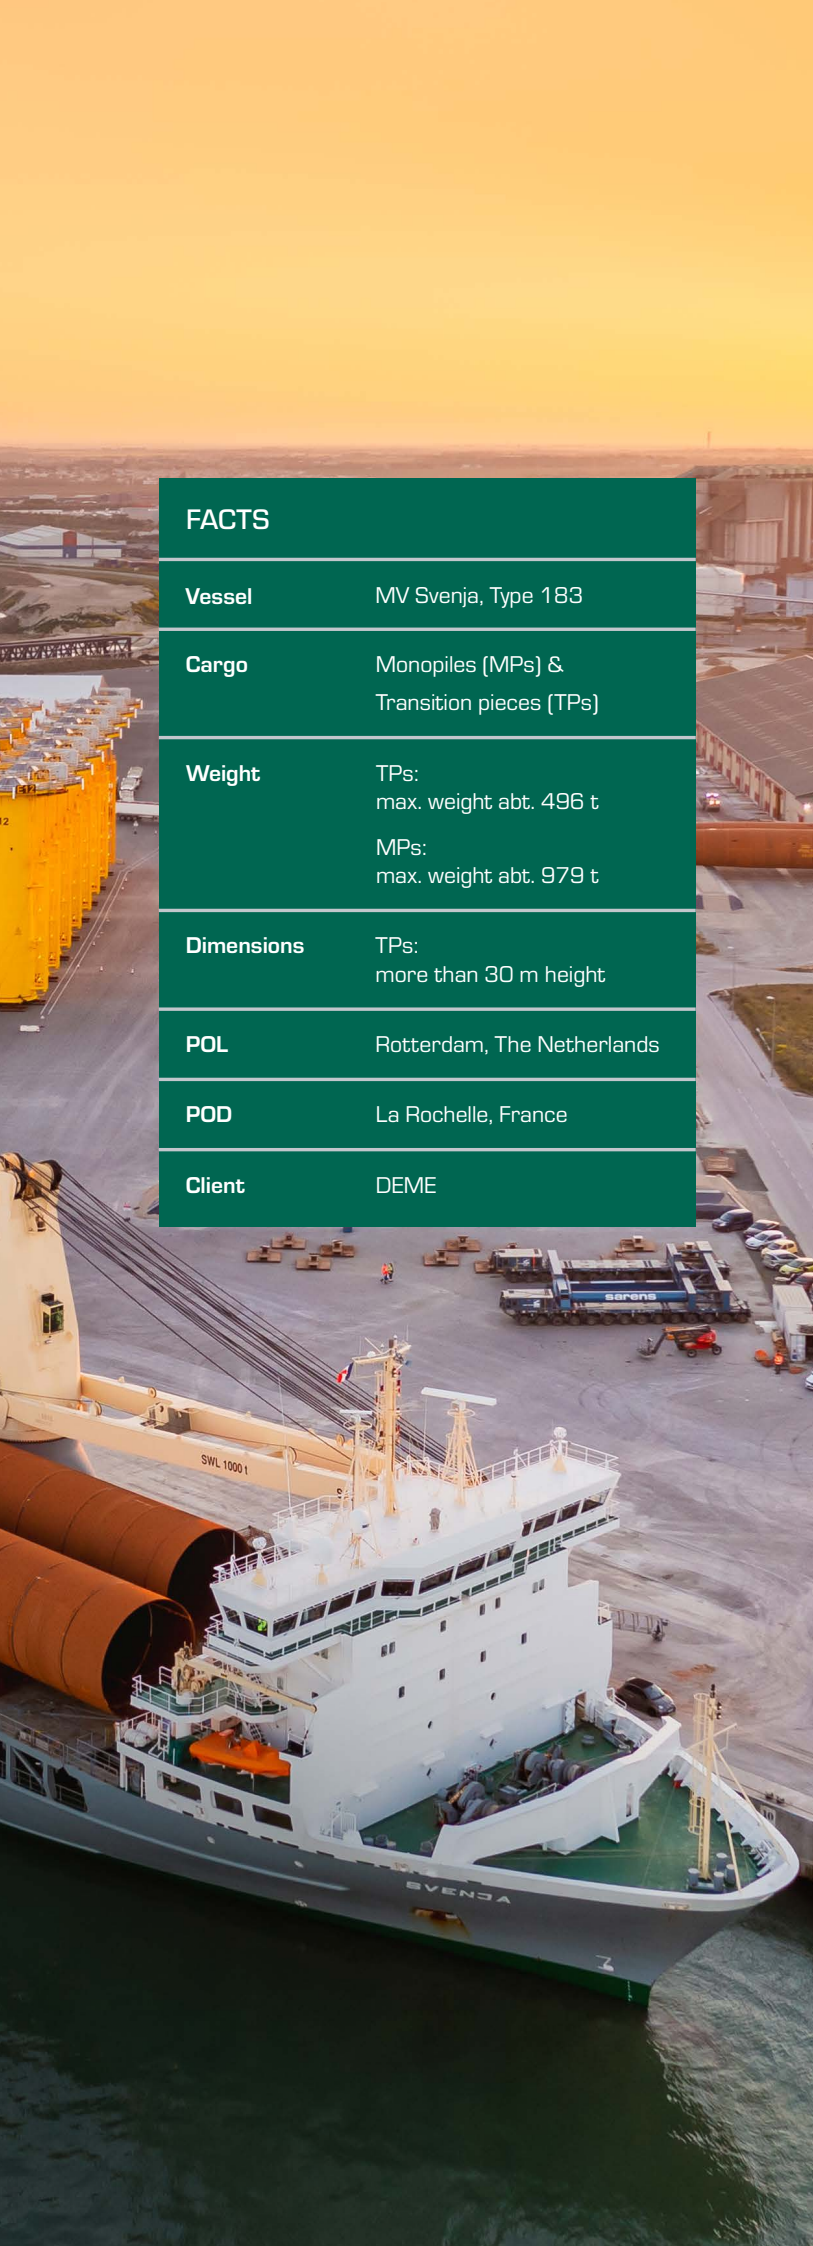 FACTS
Vessel
MV Svenja, Type 183
Cargo
Monopiles (MPs) &
Transition pieces (TPs)
Weight
TPs:
max. weight abt. 496 t
MPs:
max. weight abt. 979 t
Dimensions
TPs:
more than 30 m height
POL
Rotterdam, The Netherlands
POD
La Rochelle, France
Client
DEME
E12
12
sarens
SWL 1000 t
SVENJA